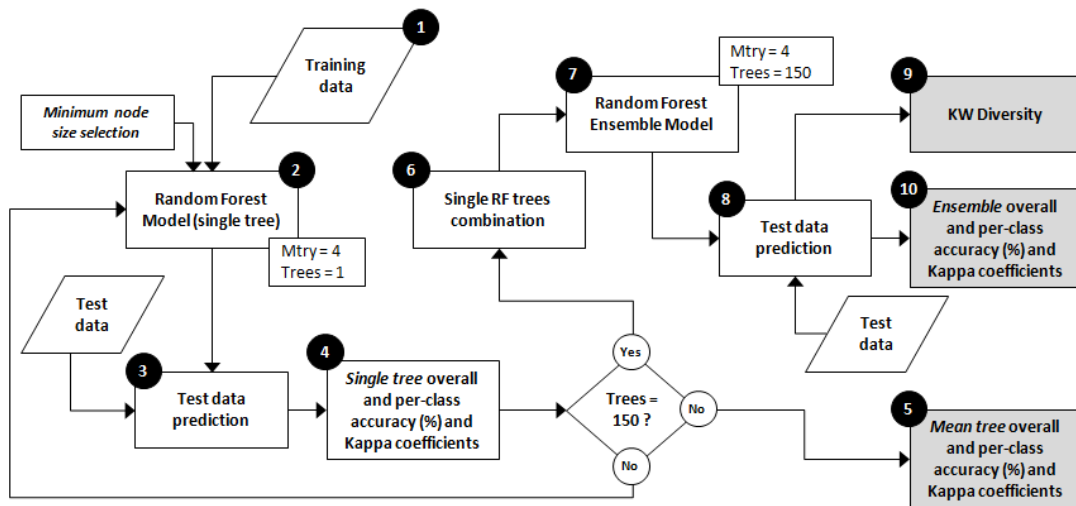 1
Training
data
Minimum node
size selection
2
Random Forest
Model (single tree)
Mtry = 4
Trees = 1
Test
data
3
Test data
prediction
4
Single tree overall
and per-class
accuracy (%) and
Kappa coefficients
Trees =
150 ?
Yes
No
No
5
Mean tree overall
and per-class
accuracy (%) and
Kappa coefficients
6
Single RF trees
combination
7
Random Forest
Ensemble Model
Mtry = 4
Trees = 150
8
Test data
prediction
Test
data
9
KW Diversity
10
Ensemble overall
and per-class
accuracy (%) and
Kappa coefficients